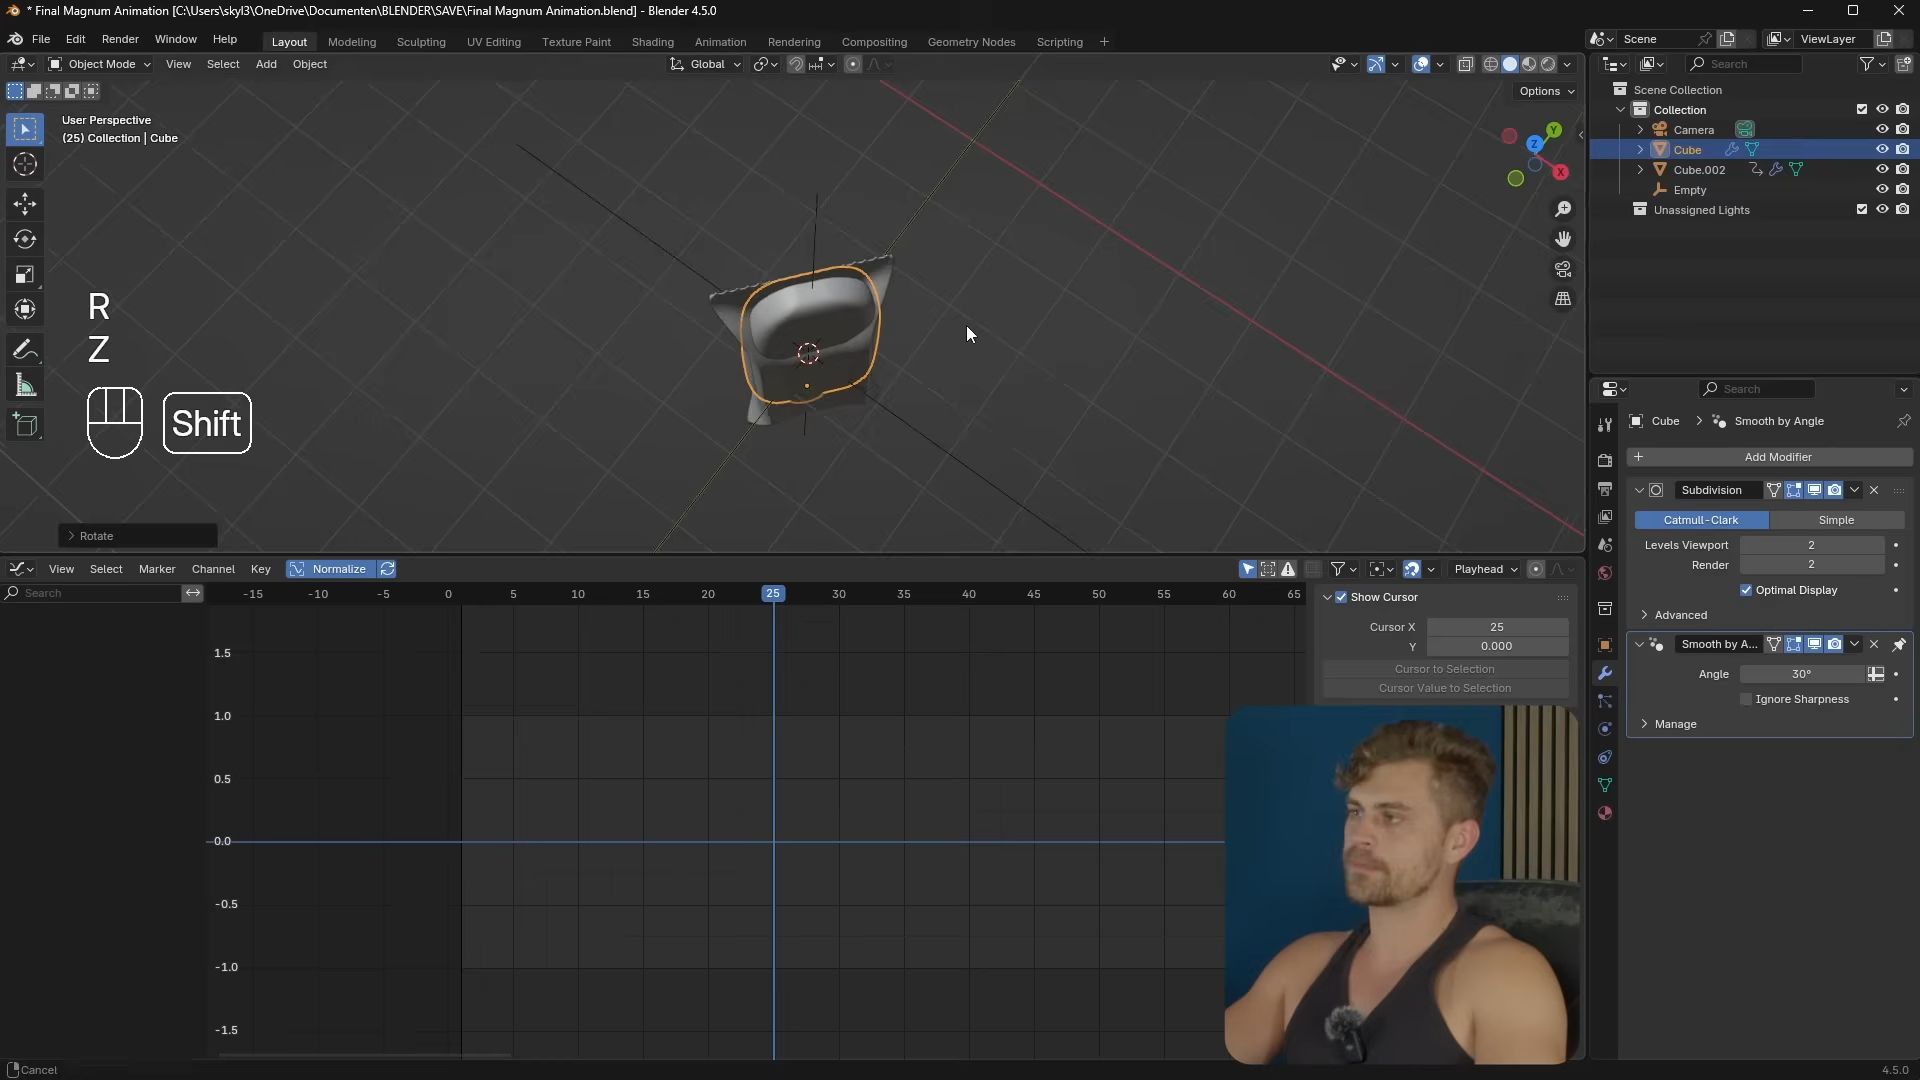 * Final Magnum Animation [C:\Users\skyl3\OneDrive\Documenten\BLENDER\SAVE\Final Magnum Animation.blend] - Blender 4.5.0
File Edit Render Window Help Layout Modeling Sculpting UV Editing Texture Paint Shading Animation Rendering Compositing Geometry Nodes Scripting + Scene ViewLayer
Object Mode View Select Add Object Global Search
Options
Scene Collection
Collection
Camera
Cube
Cube.002
Empty
Unassigned Lights
User Perspective
(25) Collection | Cube
Z
Y
X
R
Z
Shift
Rotate
Search
Cube > Smooth by Angle
+ Add Modifier
Subdivision
Catmull-Clark Simple
Levels Viewport 2
Render 2
Optimal Display
Advanced
Smooth by A...
Angle 30°
Ignore Sharpness
Manage
View Select Marker Channel Key Normalize Playhead
Search
-15 -10 -5 0 5 10 15 20 25 30 35 40 45 50 55 60 65
Show Cursor
Cursor X 25
Y 0.000
Cursor to Selection
Cursor Value to Selection
1.5
1.0
0.5
0.0
-0.5
-1.0
-1.5
Cancel
4.5.0